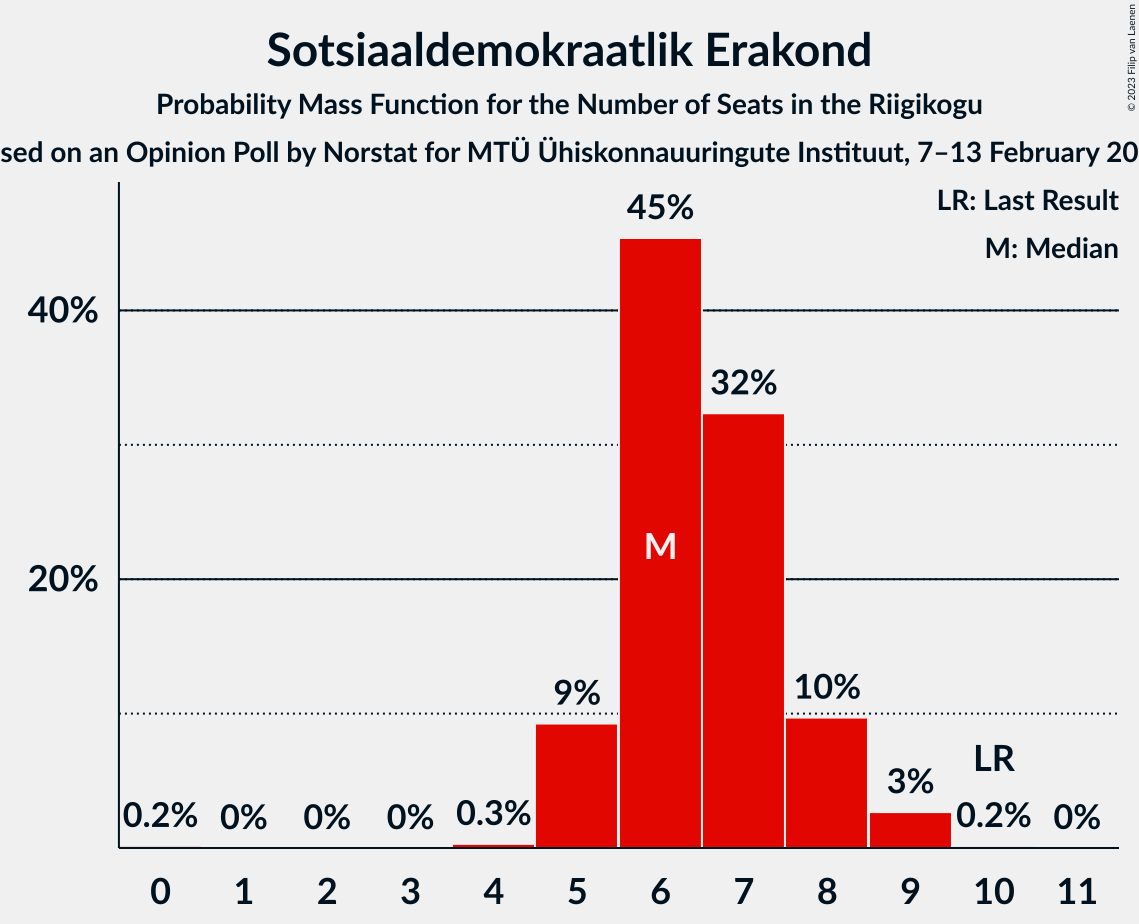 Sotsiaaldemokraatlik Erakond
Probability Mass Function for the Number of Seats in the Riigikogu
sed on an Opinion Poll by Norstat for MTÜ Ühiskonnauuringute Instituut, 7–13 February 20
© 2023 Filip van Laenen
LR: Last Result
M: Median
40%
20%
0.2%
0%
0%
0%
0.3%
9%
45%
M
32%
10%
3%
LR
0.2%
0%
0 1 2 3 4 5 6 7 8 9 10 11